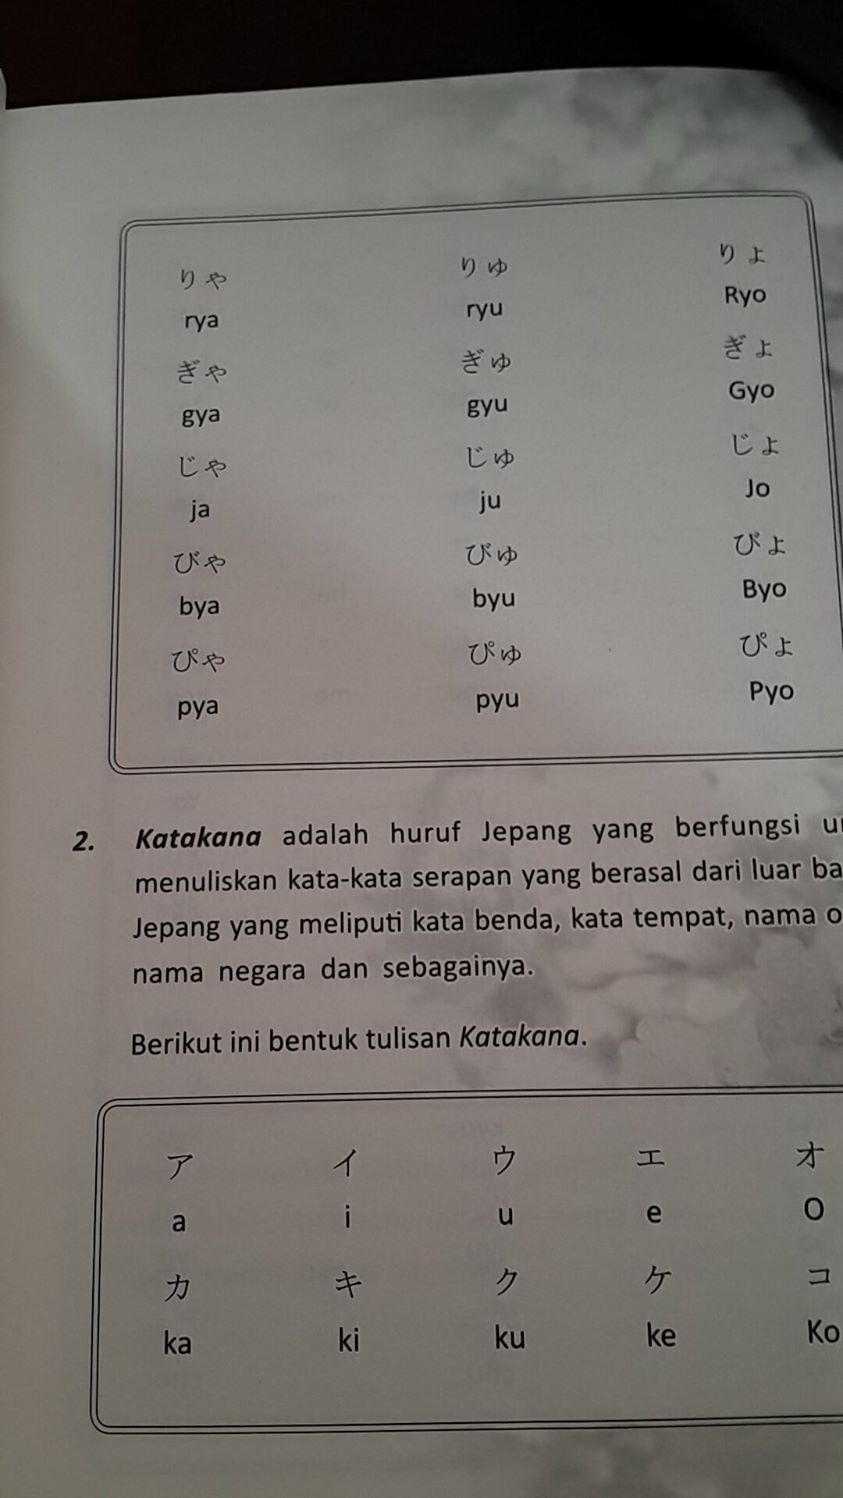 りゃ りゅ りょ
rya ryu Ryo
ぎゃ ぎゅ ぎょ
gya gyu Gyo
じゃ じゅ じょ
ja ju Jo
びゃ びゅ びょ
bya byu Byo
ぴゃ ぴゅ ぴょ
pya pyu Pyo
2. Katakana adalah huruf Jepang yang berfungsi
menuliskan kata-kata serapan yang berasal dari luar
Jepang yang meliputi kata benda, kata tempat, nama
nama negara dan sebagainya.
Berikut ini bentuk tulisan Katakana.
ア イ ウ エ オ
a i u e O
カ キ ク ケ コ
ka ki ku ke Ko